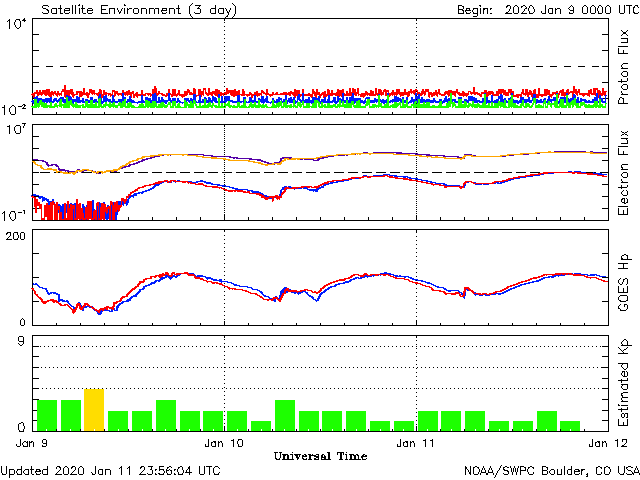 Satellite Environment (3 day) Begin: 2020 Jan 9 0000 UTC
10^4
10^-2
Proton Flux
10^7
10^-1
Electron Flux
200
0
GOES Hp
9
0
Estimated Kp
Jan 9 Jan 10 Jan 11 Jan 12
Universal Time
Updated 2020 Jan 11 23:56:04 UTC NOAA/SWPC Boulder, CO USA